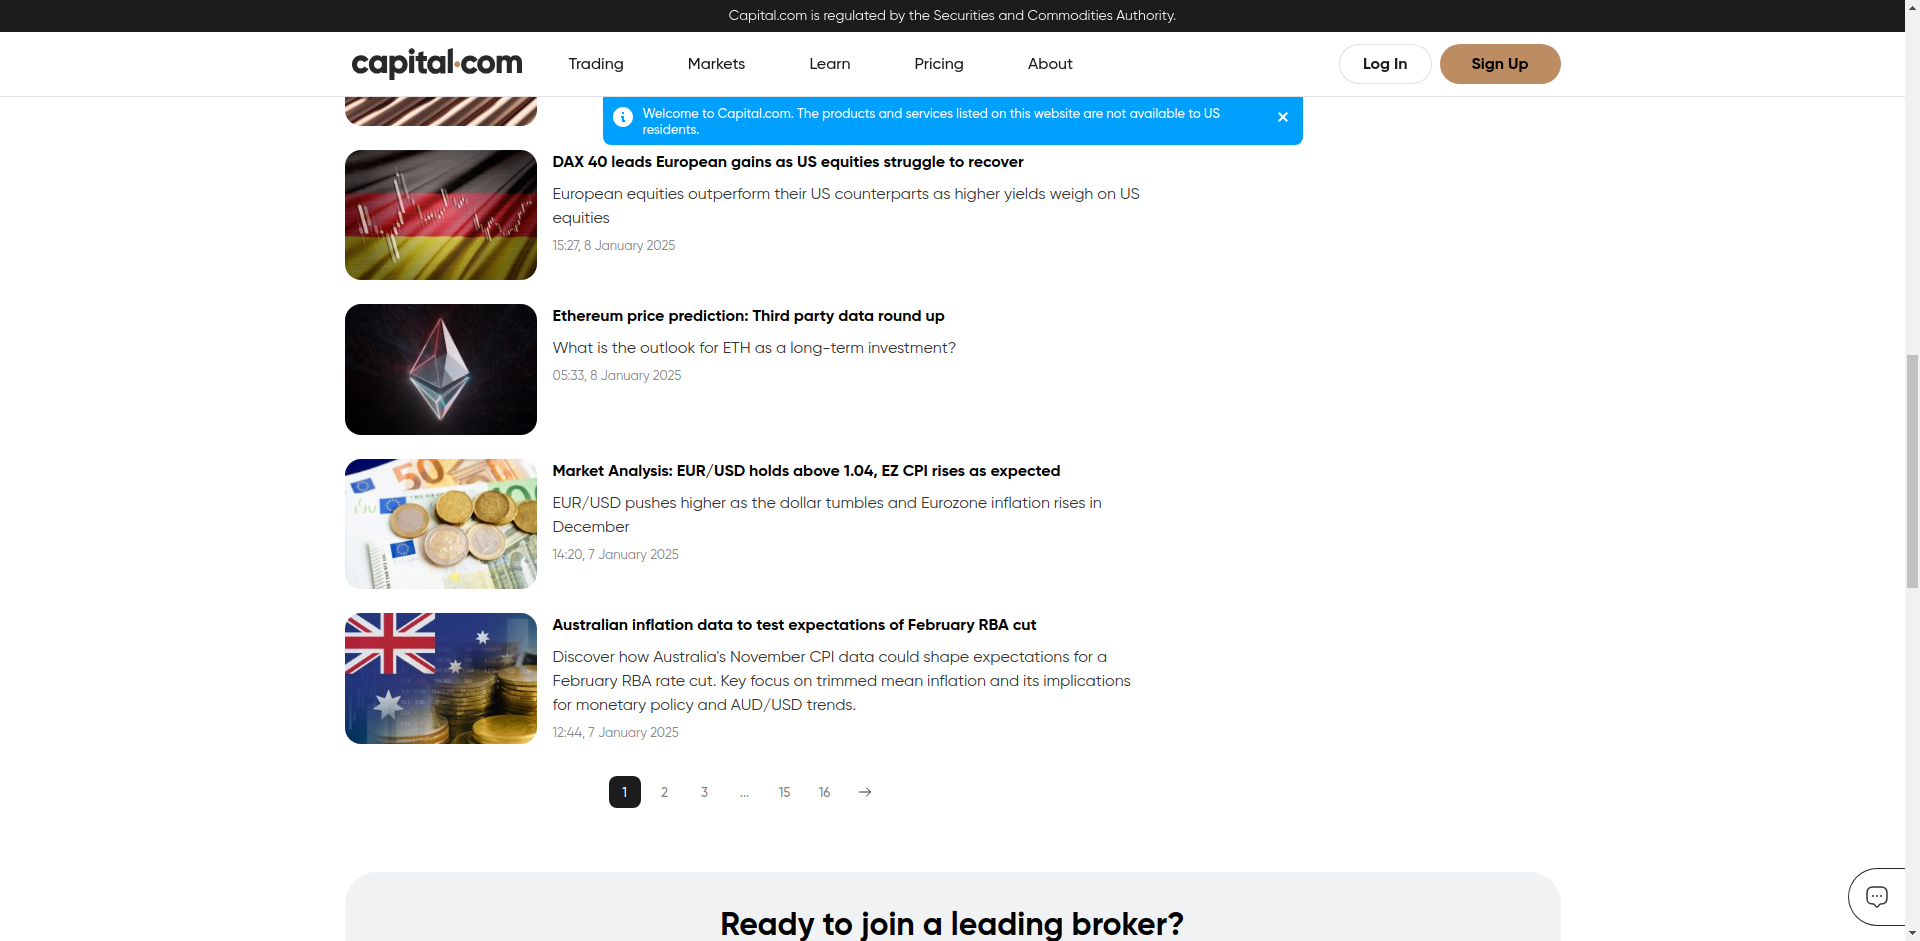 Capital.com is regulated by the Securities and Commodities Authority.
capital.com
Trading
Markets
Learn
Pricing
About
Log In
Sign Up
Welcome to Capital.com. The products and services listed on this website are not available to US
residents.
DAX 40 leads European gains as US equities struggle to recover
European equities outperform their US counterparts as higher yields weigh on US
equities
15:27, 8 January 2025
Ethereum price prediction: Third party data round up
What is the outlook for ETH as a long-term investment?
05:33, 8 January 2025
Market Analysis: EUR/USD holds above 1.04, EZ CPI rises as expected
EUR/USD pushes higher as the dollar tumbles and Eurozone inflation rises in
December
14:20, 7 January 2025
Australian inflation data to test expectations of February RBA cut
Discover how Australia's November CPI data could shape expectations for a
February RBA rate cut. Key focus on trimmed mean inflation and its implications
for monetary policy and AUD/USD trends.
12:44, 7 January 2025
1
2
3
...
15
16
Ready to join a leading broker?